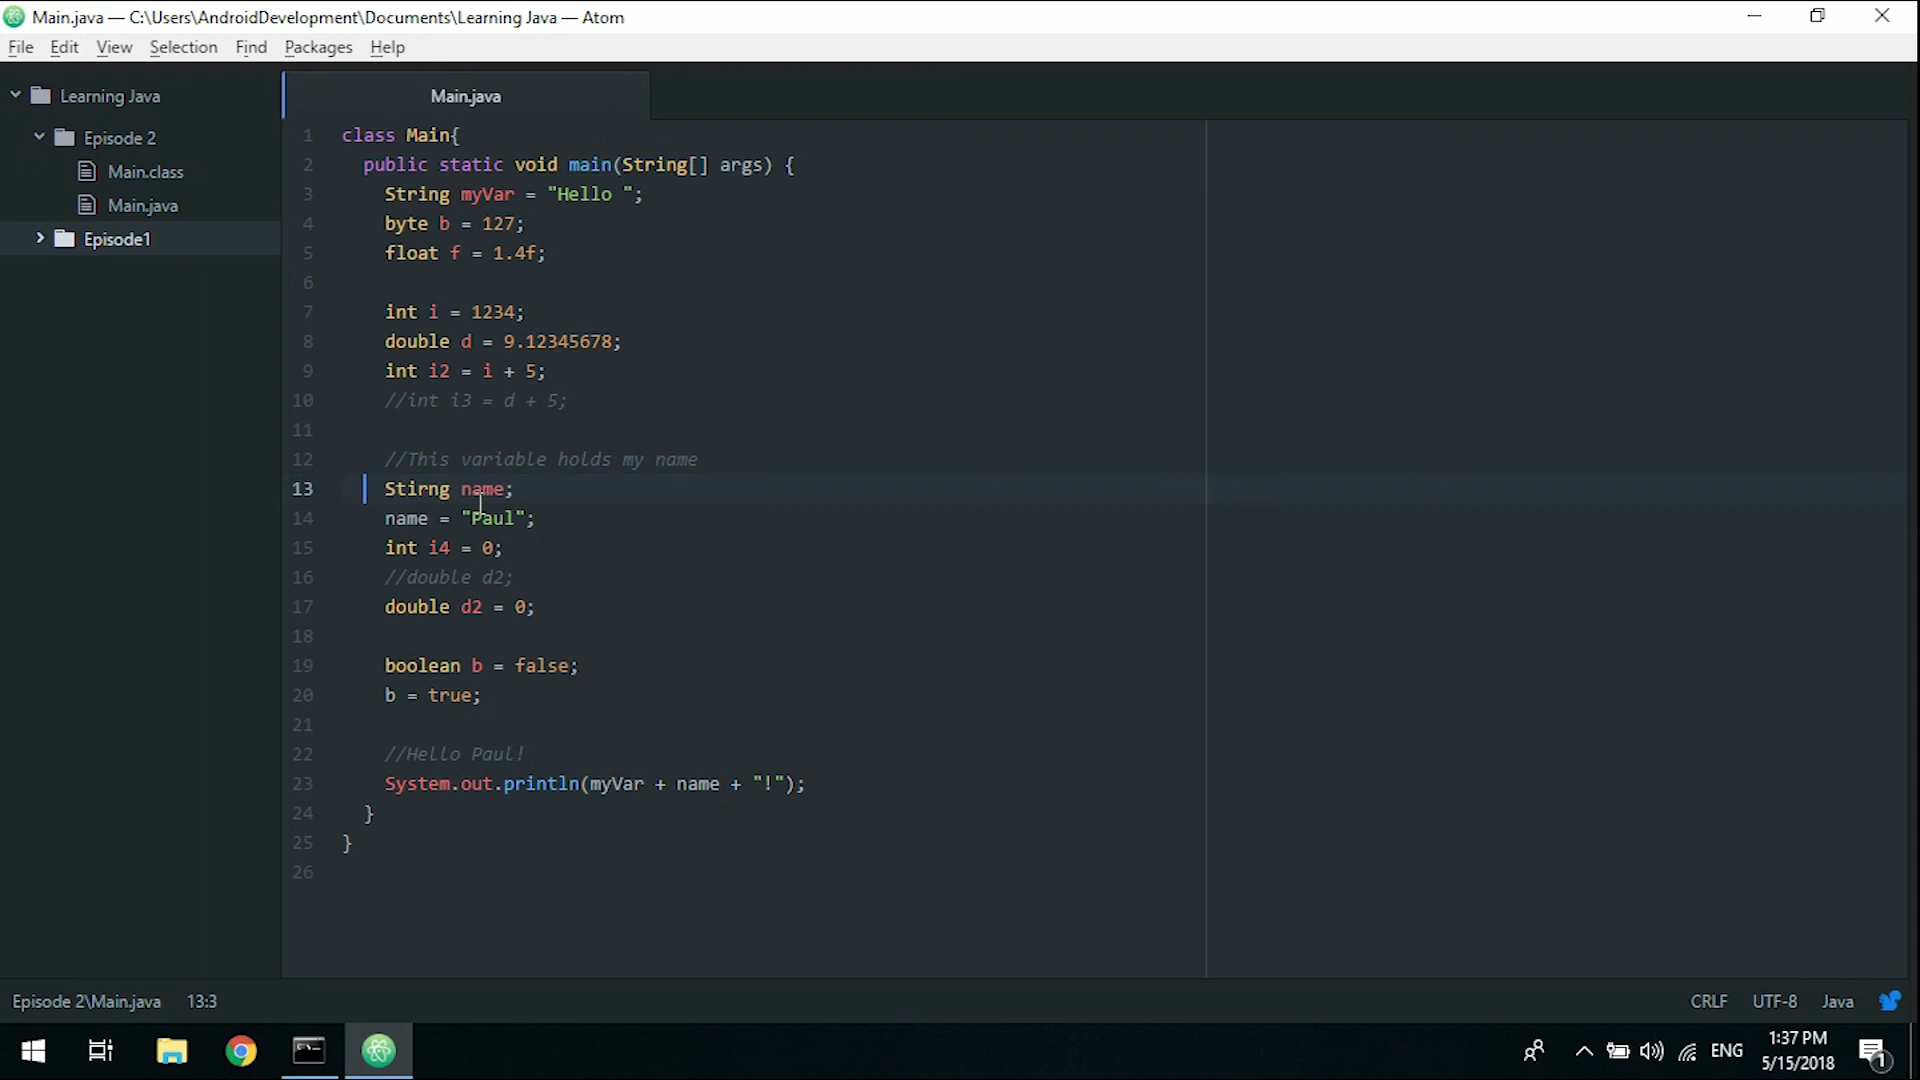 Main.java — C:\Users\AndroidDevelopment\Documents\Learning Java — Atom
File Edit View Selection Find Packages Help
Learning Java
Episode 2
Main.class
Main.java
Episode1
Main.java
1 class Main{
2 public static void main(String[] args) {
3 String myVar = "Hello ";
4 byte b = 127;
5 float f = 1.4f;
6
7 int i = 1234;
8 double d = 9.12345678;
9 int i2 = i + 5;
10 //int i3 = d + 5;
11
12 //This variable holds my name
13 Stirng name;
14 name = "Paul";
15 int i4 = 0;
16 //double d2;
17 double d2 = 0;
18
19 boolean b = false;
20 b = true;
21
22 //Hello Paul!
23 System.out.println(myVar + name + "!");
24 }
25 }
26
Episode 2\Main.java 13:3 CRLF UTF-8 Java
ENG 1:37 PM
5/15/2018
1